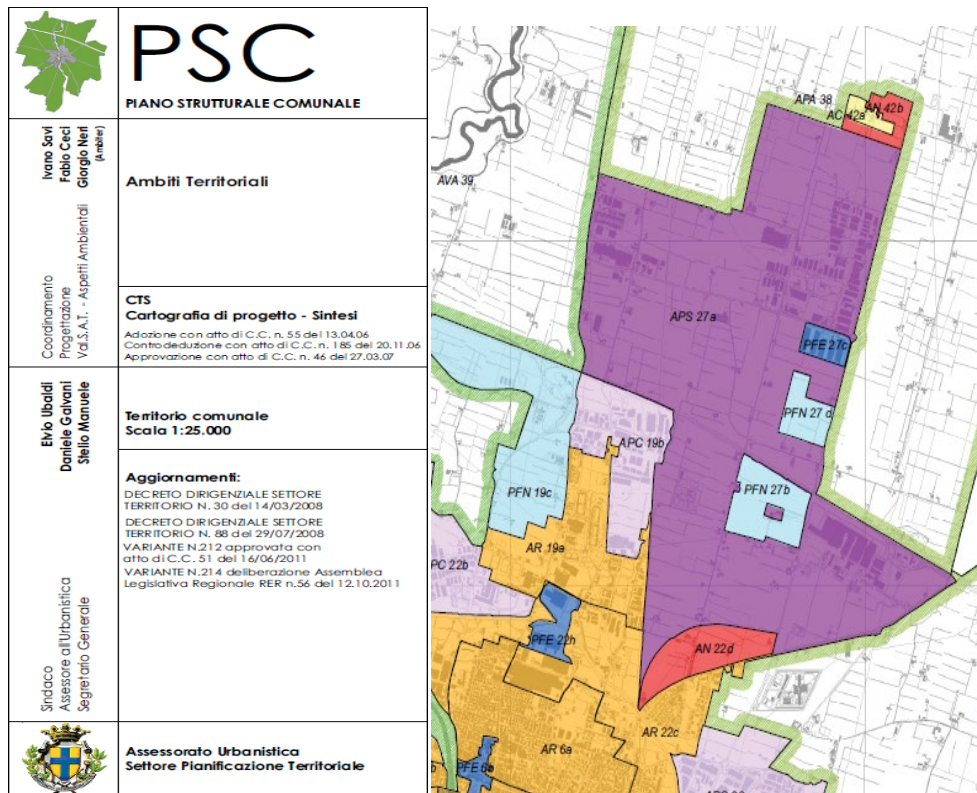 PSC
PIANO STRUTTURALE COMUNALE
Ivano Savi
Fabio Ceci
Giorgio Neri
(Ambiter)
Coordinamento
Progettazione
Val.S.A.T. - Aspetti Ambientali
Ambiti Territoriali
CTS
Cartografia di progetto - Sintesi
Adozione con atto di C.C. n. 55 del 13.04.06
Controdeduzione con atto di C.C. n. 185 del 20.11.06
Approvazione con atto di C.C. n. 46 del 27.03.07
Elvio Ubaldi
Daniele Galvani
Stelio Manuele
Sindaco
Assessore all'Urbanistica
Segretario Generale
Territorio comunale
Scala 1:25.000
Aggiornamenti:
DECRETO DIRIGENZIALE SETTORE
TERRITORIO N. 30 del 14/03/2008
DECRETO DIRIGENZIALE SETTORE
TERRITORIO N. 88 del 29/07/2008
VARIANTE N.212 approvata con
atto di C.C. 51 del 16/06/2011
VARIANTE N.214 deliberazione Assemblea
Legislativa Regionale RER n.56 del 12.10.2011
Assessorato Urbanistica
Settore Pianificazione Territoriale
APA 38
AN 42b
AC 42a
AVA 39
APS 27a
PFE 27c
PFN 27 d
APC 19b
PFN 19c
PFN 27b
AR 19a
PC 22b
PFE 22h
AN 22d
AR 22c
AR 6a
PFE 6b